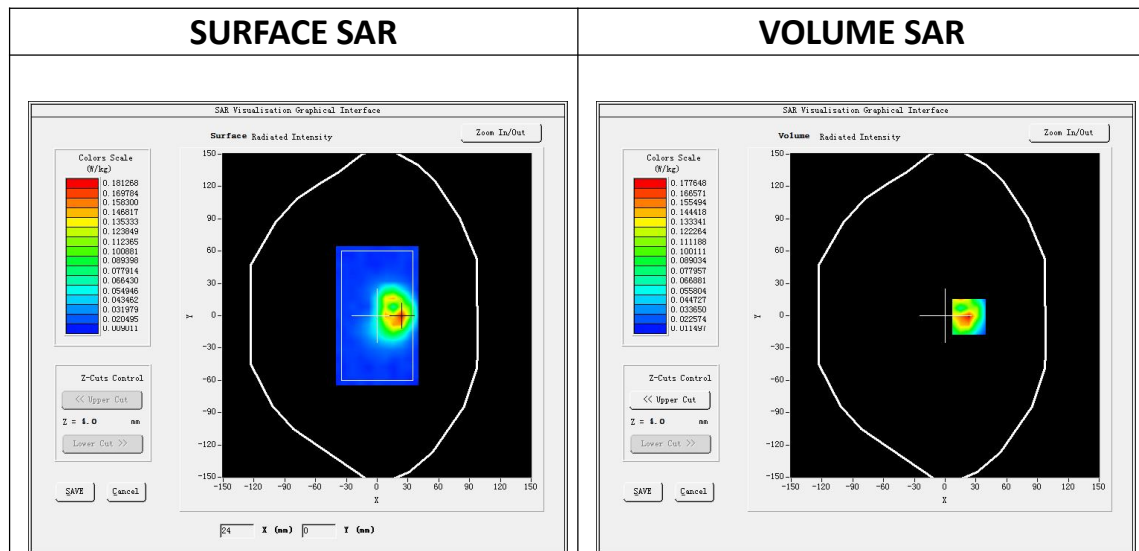 SURFACE SAR
VOLUME SAR
SAR Visualisation Graphical Interface
Surface Radiated Intensity
Zoom In/Out
Colors Scale
(W/kg)
0.181268
0.169784
0.158300
0.146817
0.135333
0.123849
0.112365
0.100881
0.089398
0.077914
0.066430
0.054946
0.043462
0.031979
0.020495
0.009011
150
120
90
60
30
0
-30
-60
-90
-120
-150
Y
-150 -120 -90 -60 -30 0 30 60 90 120 150
X
Z-Cuts Control
<< Upper Cut
Z = 4.0 mm
Lower Cut >>
SAVE Cancel
24 X (mm) 0 Y (mm)
SAR Visualisation Graphical Interface
Volume Radiated Intensity
Zoom In/Out
Colors Scale
(W/kg)
0.177648
0.166571
0.155494
0.144418
0.133341
0.122264
0.111188
0.100111
0.089034
0.077957
0.066881
0.055804
0.044727
0.033650
0.022574
0.011497
150
120
90
60
30
0
-30
-60
-90
-120
-150
Y
-150 -120 -90 -60 -30 0 30 60 90 120 150
X
Z-Cuts Control
<< Upper Cut
Z = 4.0 mm
Lower Cut >>
SAVE Cancel